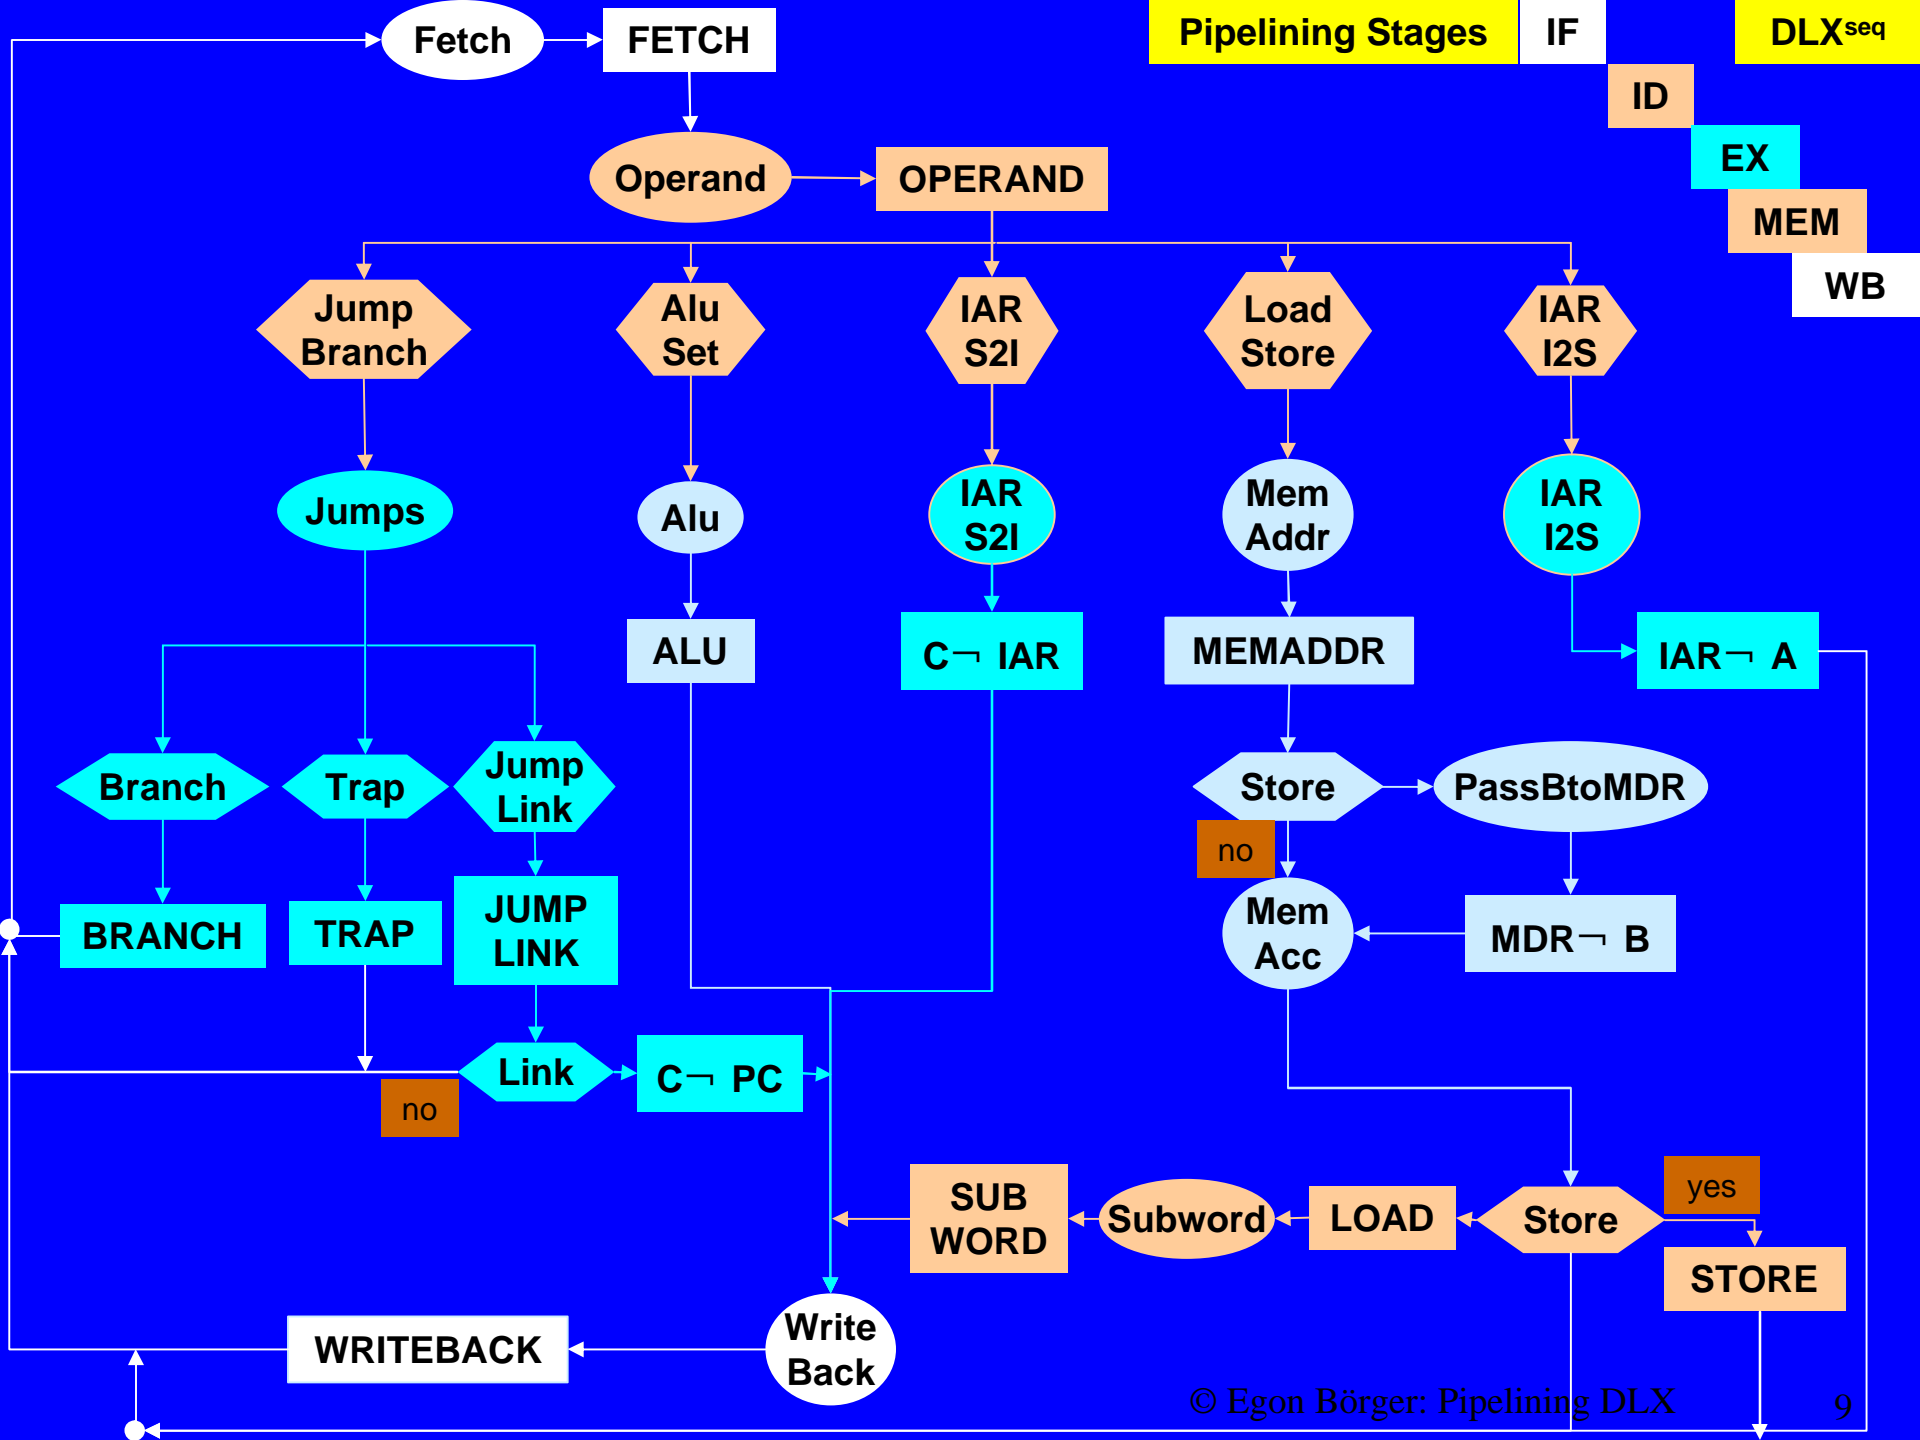 Fetch
FETCH
Pipelining Stages
IF
DLXseq
ID
Operand
OPERAND
EX
MEM
WB
Jump
Branch
Alu
Set
IAR
S2I
Load
Store
IAR
I2S
Jumps
Alu
IAR
S2I
Mem
Addr
IAR
I2S
ALU
C¬ IAR
MEMADDR
IAR¬ A
Branch
Trap
Jump
Link
Store
PassBtoMDR
no
BRANCH
TRAP
JUMP
LINK
Mem
Acc
MDR¬ B
Link
C¬ PC
no
SUB
WORD
Subword
LOAD
Store
yes
STORE
WRITEBACK
Write
Back
© Egon Börger: Pipelining DLX
9